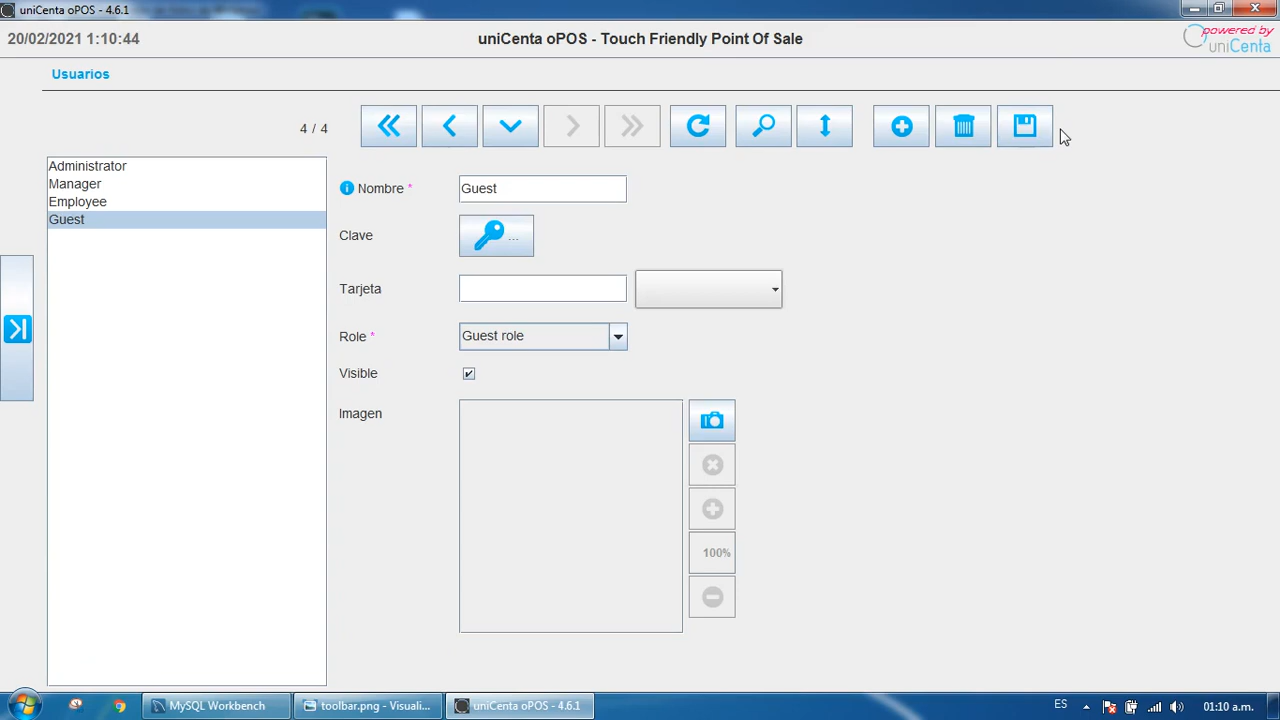 uniCenta oPOS - 4.6.1
20/02/2021 1:10:44
uniCenta oPOS - Touch Friendly Point Of Sale
powered by
uniCenta
Usuarios
4 / 4
Administrator
Manager
Employee
Guest
Nombre *
Guest
Clave
...
Tarjeta
Role *
Guest role
Visible
Imagen
100%
MySQL Workbench
toolbar.png - Visuali...
uniCenta oPOS - 4.6.1
ES
01:10 a.m.